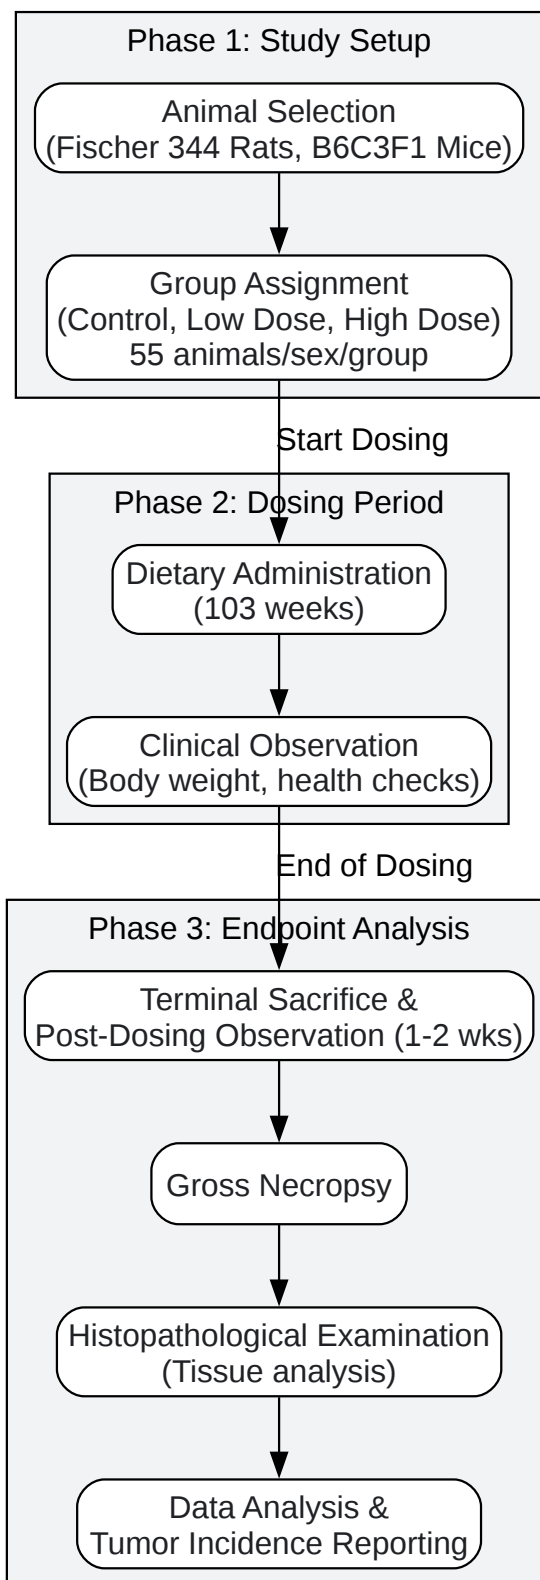 Phase 1: Study Setup
Animal Selection
(Fischer 344 Rats, B6C3F1 Mice)
Group Assignment
(Control, Low Dose, High Dose)
55 animals/sex/group
Start Dosing
Phase 2: Dosing Period
Dietary Administration
(103 weeks)
Clinical Observation
(Body weight, health checks)
End of Dosing
Phase 3: Endpoint Analysis
Terminal Sacrifice &
Post-Dosing Observation (1-2 wks)
Gross Necropsy
Histopathological Examination
(Tissue analysis)
Data Analysis &
Tumor Incidence Reporting